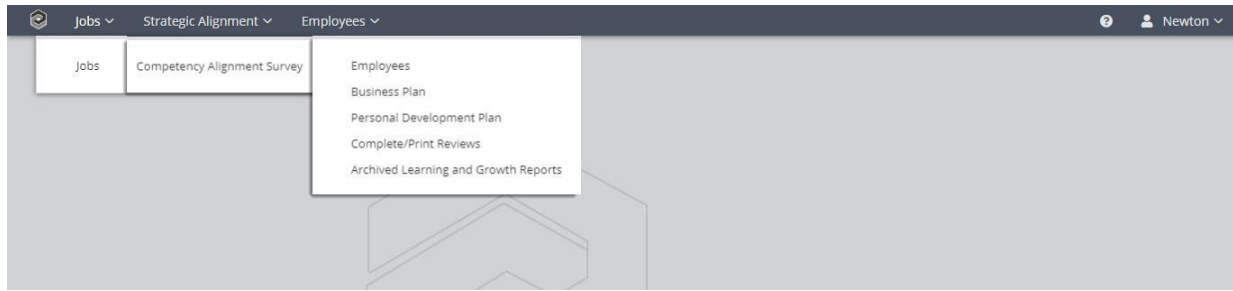 Jobs Strategic Alignment Employees ? Newton
Jobs Competency Alignment Survey Employees
Business Plan
Personal Development Plan
Complete/Print Reviews
Archived Learning and Growth Reports